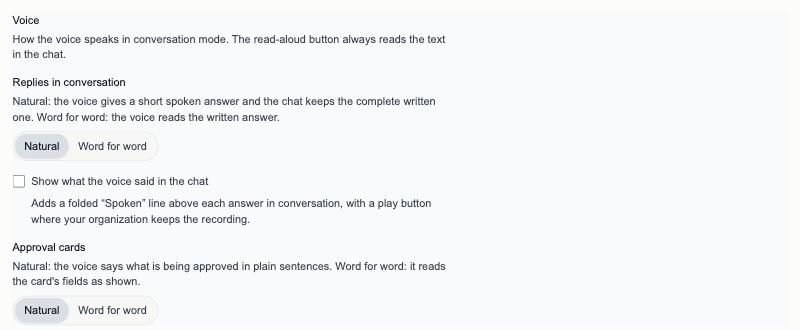 Voice
How the voice speaks in conversation mode. The read-aloud button always reads the text
in the chat.
Replies in conversation
Natural: the voice gives a short spoken answer and the chat keeps the complete written
one. Word for word: the voice reads the written answer.
Natural Word for word
Show what the voice said in the chat
Adds a folded “Spoken” line above each answer in conversation, with a play button
where your organization keeps the recording.
Approval cards
Natural: the voice says what is being approved in plain sentences. Word for word: it reads
the card's fields as shown.
Natural Word for word